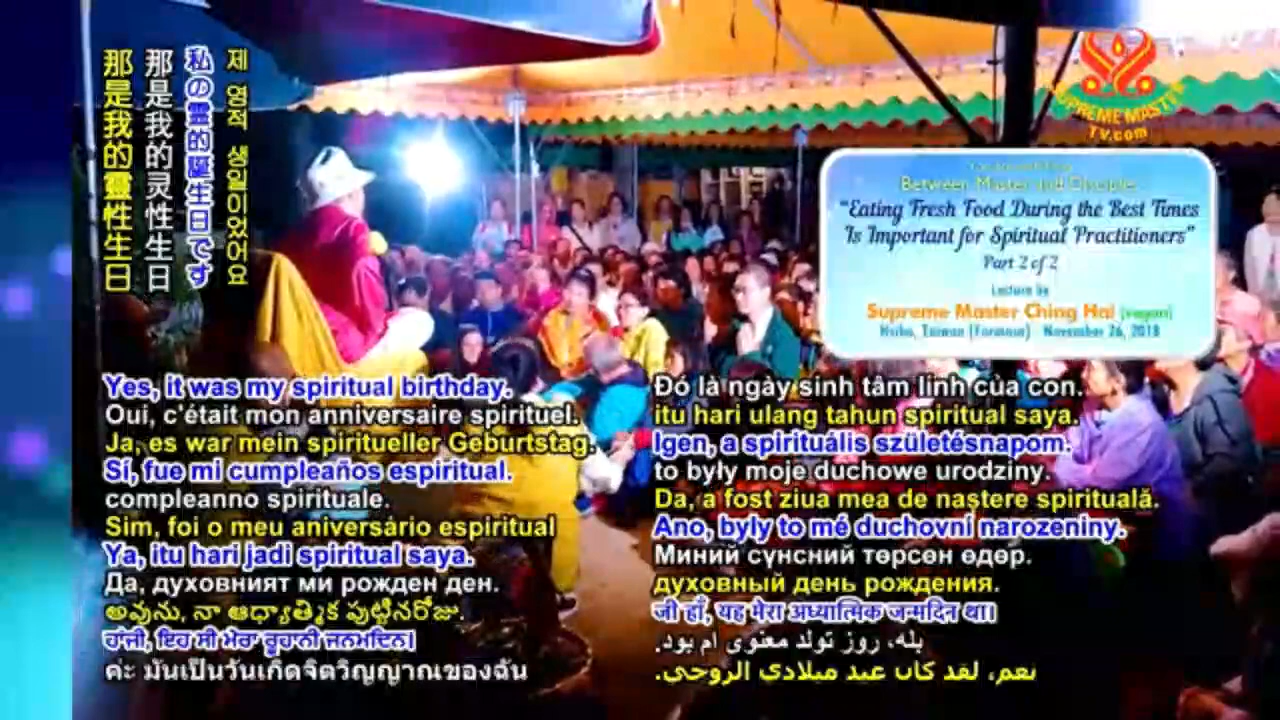 제 영적 생일이었어요
私の霊的誕生日です
那是我的灵性生日
那是我的靈性生日
SUPREME MASTER
TV.com
Between Master and Disciples
“Eating Fresh Food During the Best Times
Is Important for Spiritual Practitioners”
Part 2 of 2
Lecture by
Supreme Master Ching Hai (vegan)
Hsihu, Taiwan (Formosa) November 26, 2018
Yes, it was my spiritual birthday.
Oui, c'était mon anniversaire spirituel.
Ja, es war mein spiritueller Geburtstag.
Sí, fue mi cumpleaños espiritual.
compleanno spirituale.
Sim, foi o meu aniversário espiritual
Ya, itu hari jadi spiritual saya.
Да, духовният ми рожден ден.
అవును, నా ఆధ్యాత్మిక పుట్టినరోజు.
ਹਾਂਜੀ, ਇਹ ਸੀ ਮੇਰਾ ਰੂਹਾਨੀ ਜਨਮਦਿਨ।
ค่ะ มันเป็นวันเกิดจิตวิญญาณของฉัน
Đó là ngày sinh tâm linh của con.
itu hari ulang tahun spiritual saya.
Igen, a spirituális születésnapom.
to były moje duchowe urodziny.
Da, a fost ziua mea de naștere spirituală.
Ano, byly to mé duchovní narozeniny.
Миний сүнсний төрсөн өдөр.
духовный день рождения.
जी हाँ, यह मेरा अध्यात्मिक जन्मदिन था।
بله، روز تولد معنوی ام بود.
نعم، لقد كان عيد ميلادي الروحي.